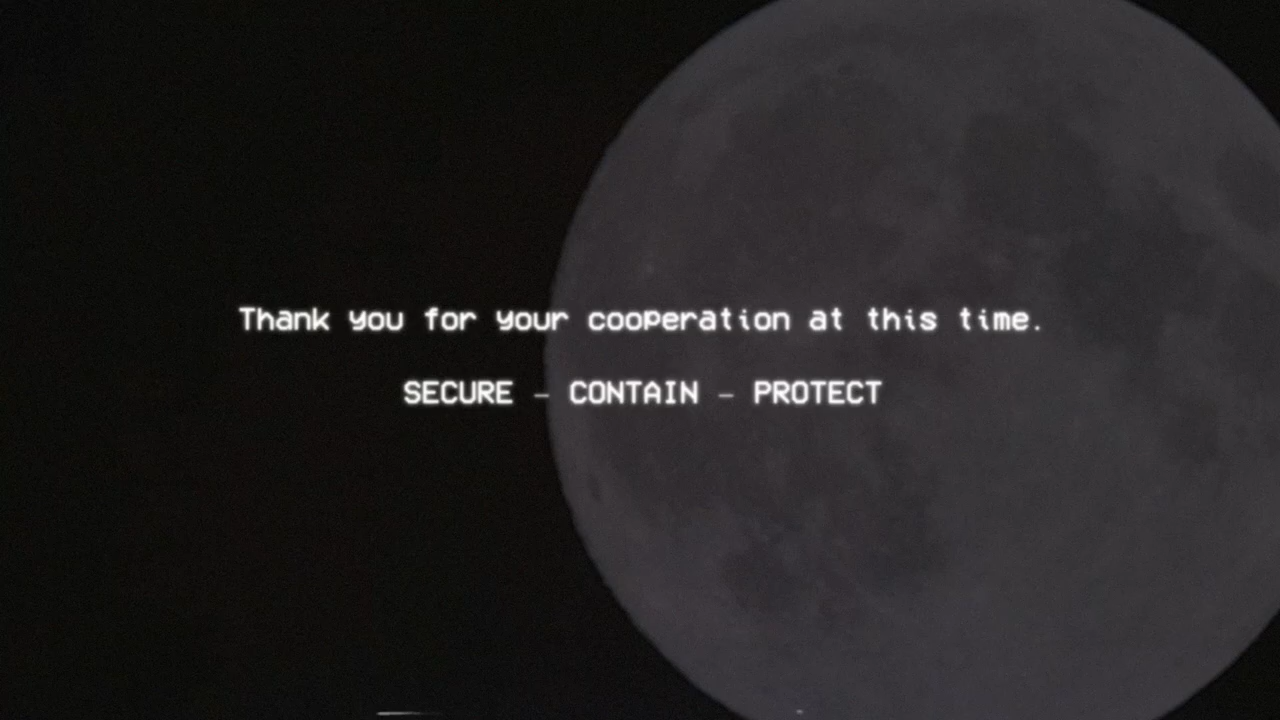 Thank you for your cooperation at this time.
SECURE – CONTAIN – PROTECT